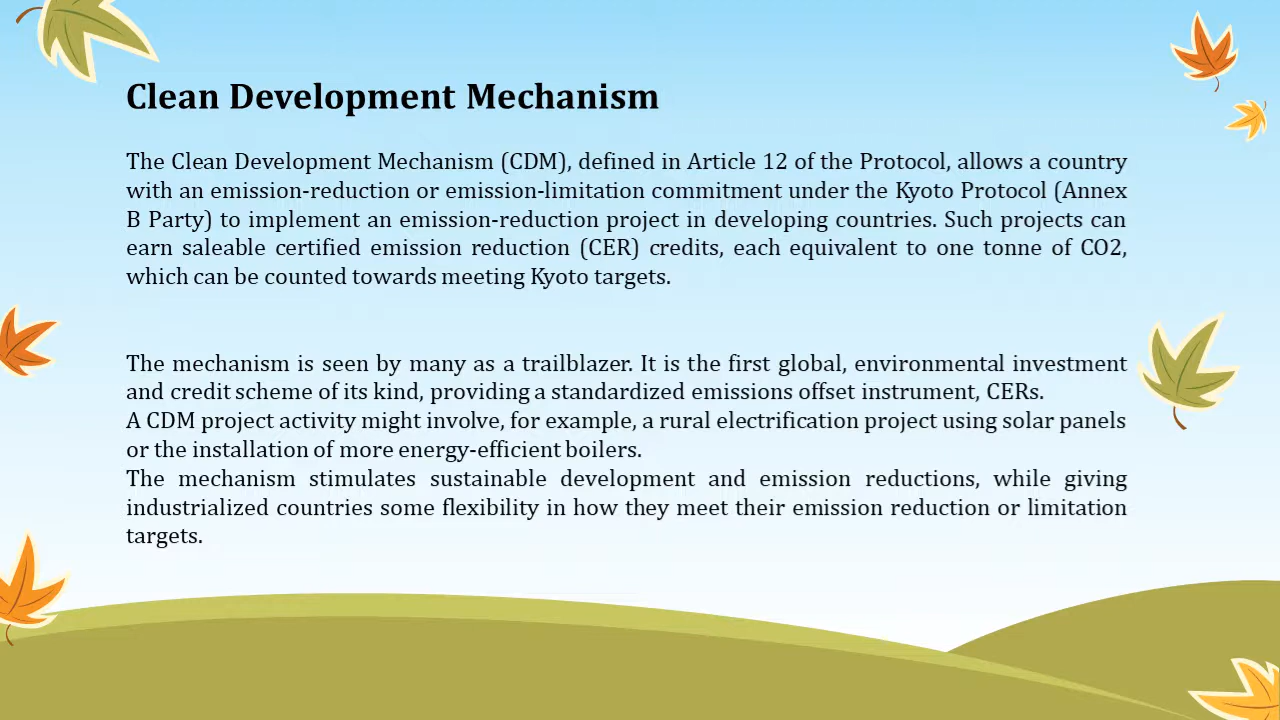 Clean Development Mechanism
The Clean Development Mechanism (CDM), defined in Article 12 of the Protocol, allows a country
with an emission-reduction or emission-limitation commitment under the Kyoto Protocol (Annex
B Party) to implement an emission-reduction project in developing countries. Such projects can
earn saleable certified emission reduction (CER) credits, each equivalent to one tonne of CO2,
which can be counted towards meeting Kyoto targets.
The mechanism is seen by many as a trailblazer. It is the first global, environmental investment
and credit scheme of its kind, providing a standardized emissions offset instrument, CERs.
A CDM project activity might involve, for example, a rural electrification project using solar panels
or the installation of more energy-efficient boilers.
The mechanism stimulates sustainable development and emission reductions, while giving
industrialized countries some flexibility in how they meet their emission reduction or limitation
targets.